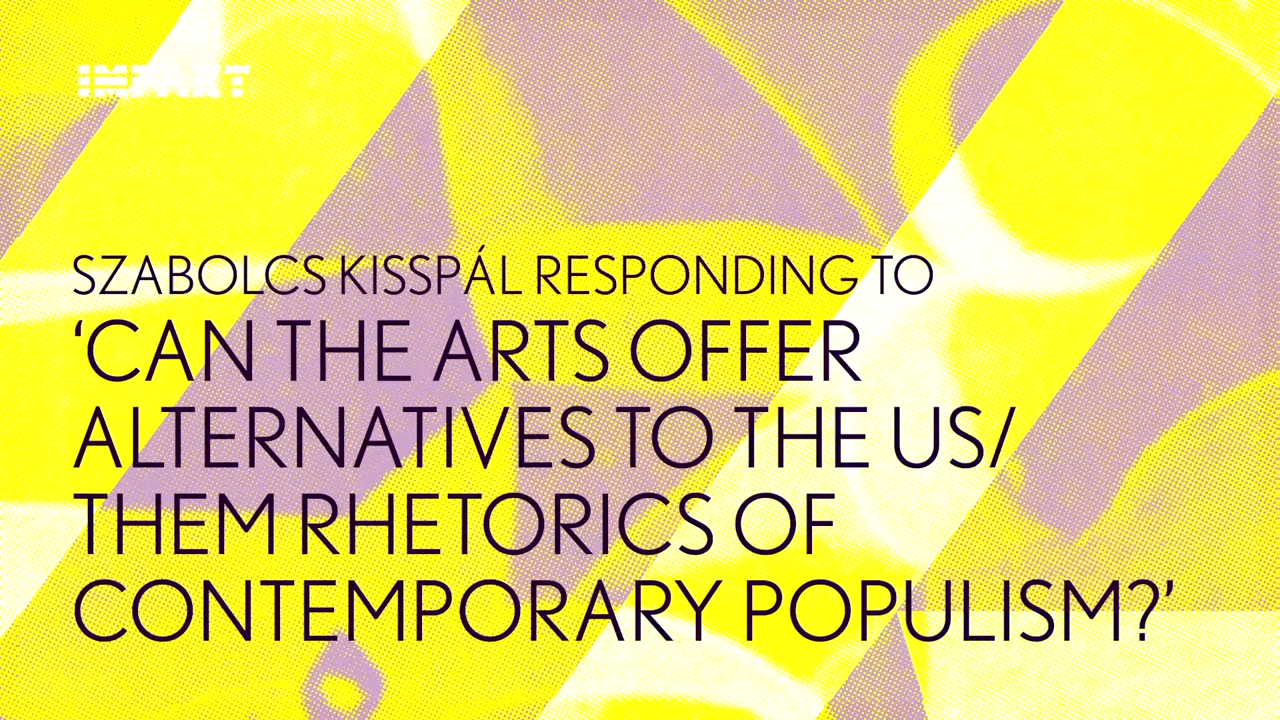 IMPART
SZABOLCS KISSPÁL RESPONDING TO
‘CAN THE ARTS OFFER
ALTERNATIVES TO THE US/
THEM RHETORICS OF
CONTEMPORARY POPULISM?’